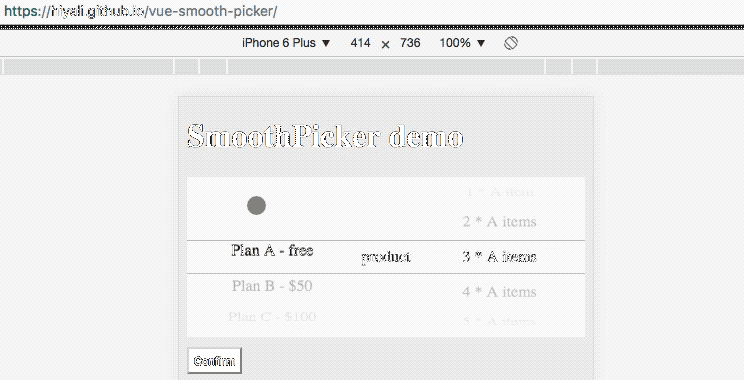 https://hiyali.github.io/vue-smooth-picker/
iPhone 6 Plus ▼ 414 × 736 100% ▼
SmoothPicker demo
1 * A item
2 * A items
Plan A - free product 3 * A items
Plan B - $50 4 * A items
Plan C - $100 5 * A items
Confirm